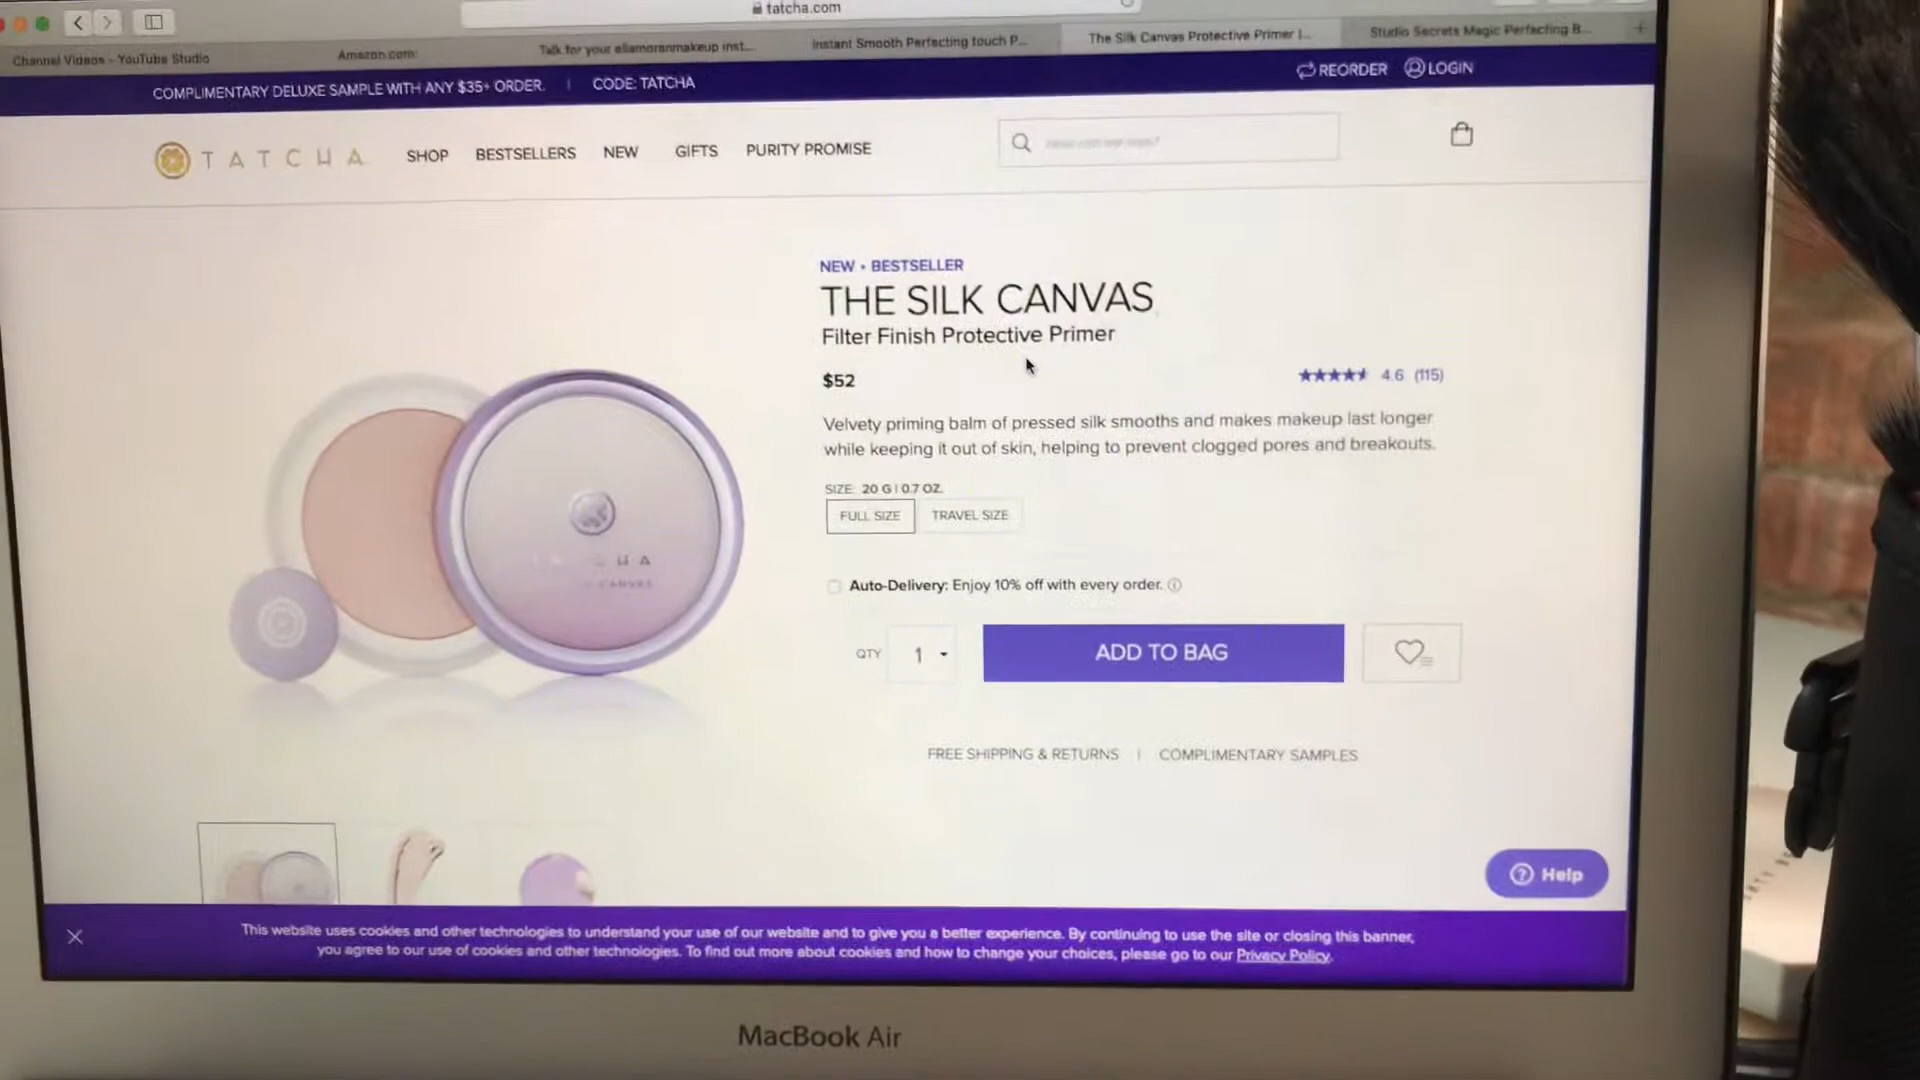 tatcha.com
Channel Videos - YouTube Studio
Amazon.com
Talk for your ellamoranmakeup inst...
Instant Smooth Perfecting touch P...
The Silk Canvas Protective Primer |...
Studio Secrets Magic Perfecting B...
COMPLIMENTARY DELUXE SAMPLE WITH ANY $35+ ORDER. | CODE: TATCHA
REORDER
LOGIN
TATCHA
SHOP
BESTSELLERS
NEW
GIFTS
PURITY PROMISE
NEW • BESTSELLER
THE SILK CANVAS
Filter Finish Protective Primer
$52
4.6 (115)
Velvety priming balm of pressed silk smooths and makes makeup last longer
while keeping it out of skin, helping to prevent clogged pores and breakouts.
SIZE: 20 G | 0.7 OZ.
FULL SIZE
TRAVEL SIZE
Auto-Delivery: Enjoy 10% off with every order.
QTY
1
ADD TO BAG
FREE SHIPPING & RETURNS | COMPLIMENTARY SAMPLES
Help
This website uses cookies and other technologies to understand your use of our website and to give you a better experience. By continuing to use the site or closing this banner,
you agree to our use of cookies and other technologies. To find out more about cookies and how to change your choices, please go to our Privacy Policy.
MacBook Air